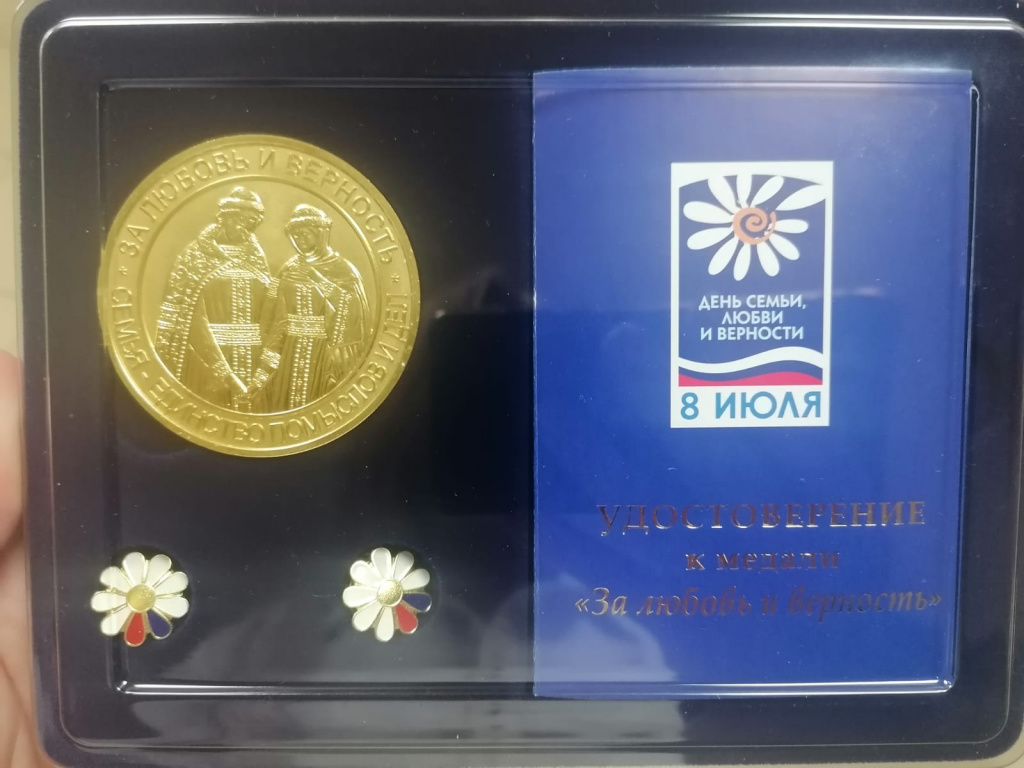 * ЗА ЛЮБОВЬ И ВЕРНОСТЬ *
СЕМЬЯ - ЕДИНСТВО ПОМЫСЛОВ И ДЕЛ
ДЕНЬ СЕМЬИ,
ЛЮБВИ
И ВЕРНОСТИ
8 ИЮЛЯ
УДОСТОВЕРЕНИЕ
к медали
«За любовь и верность»